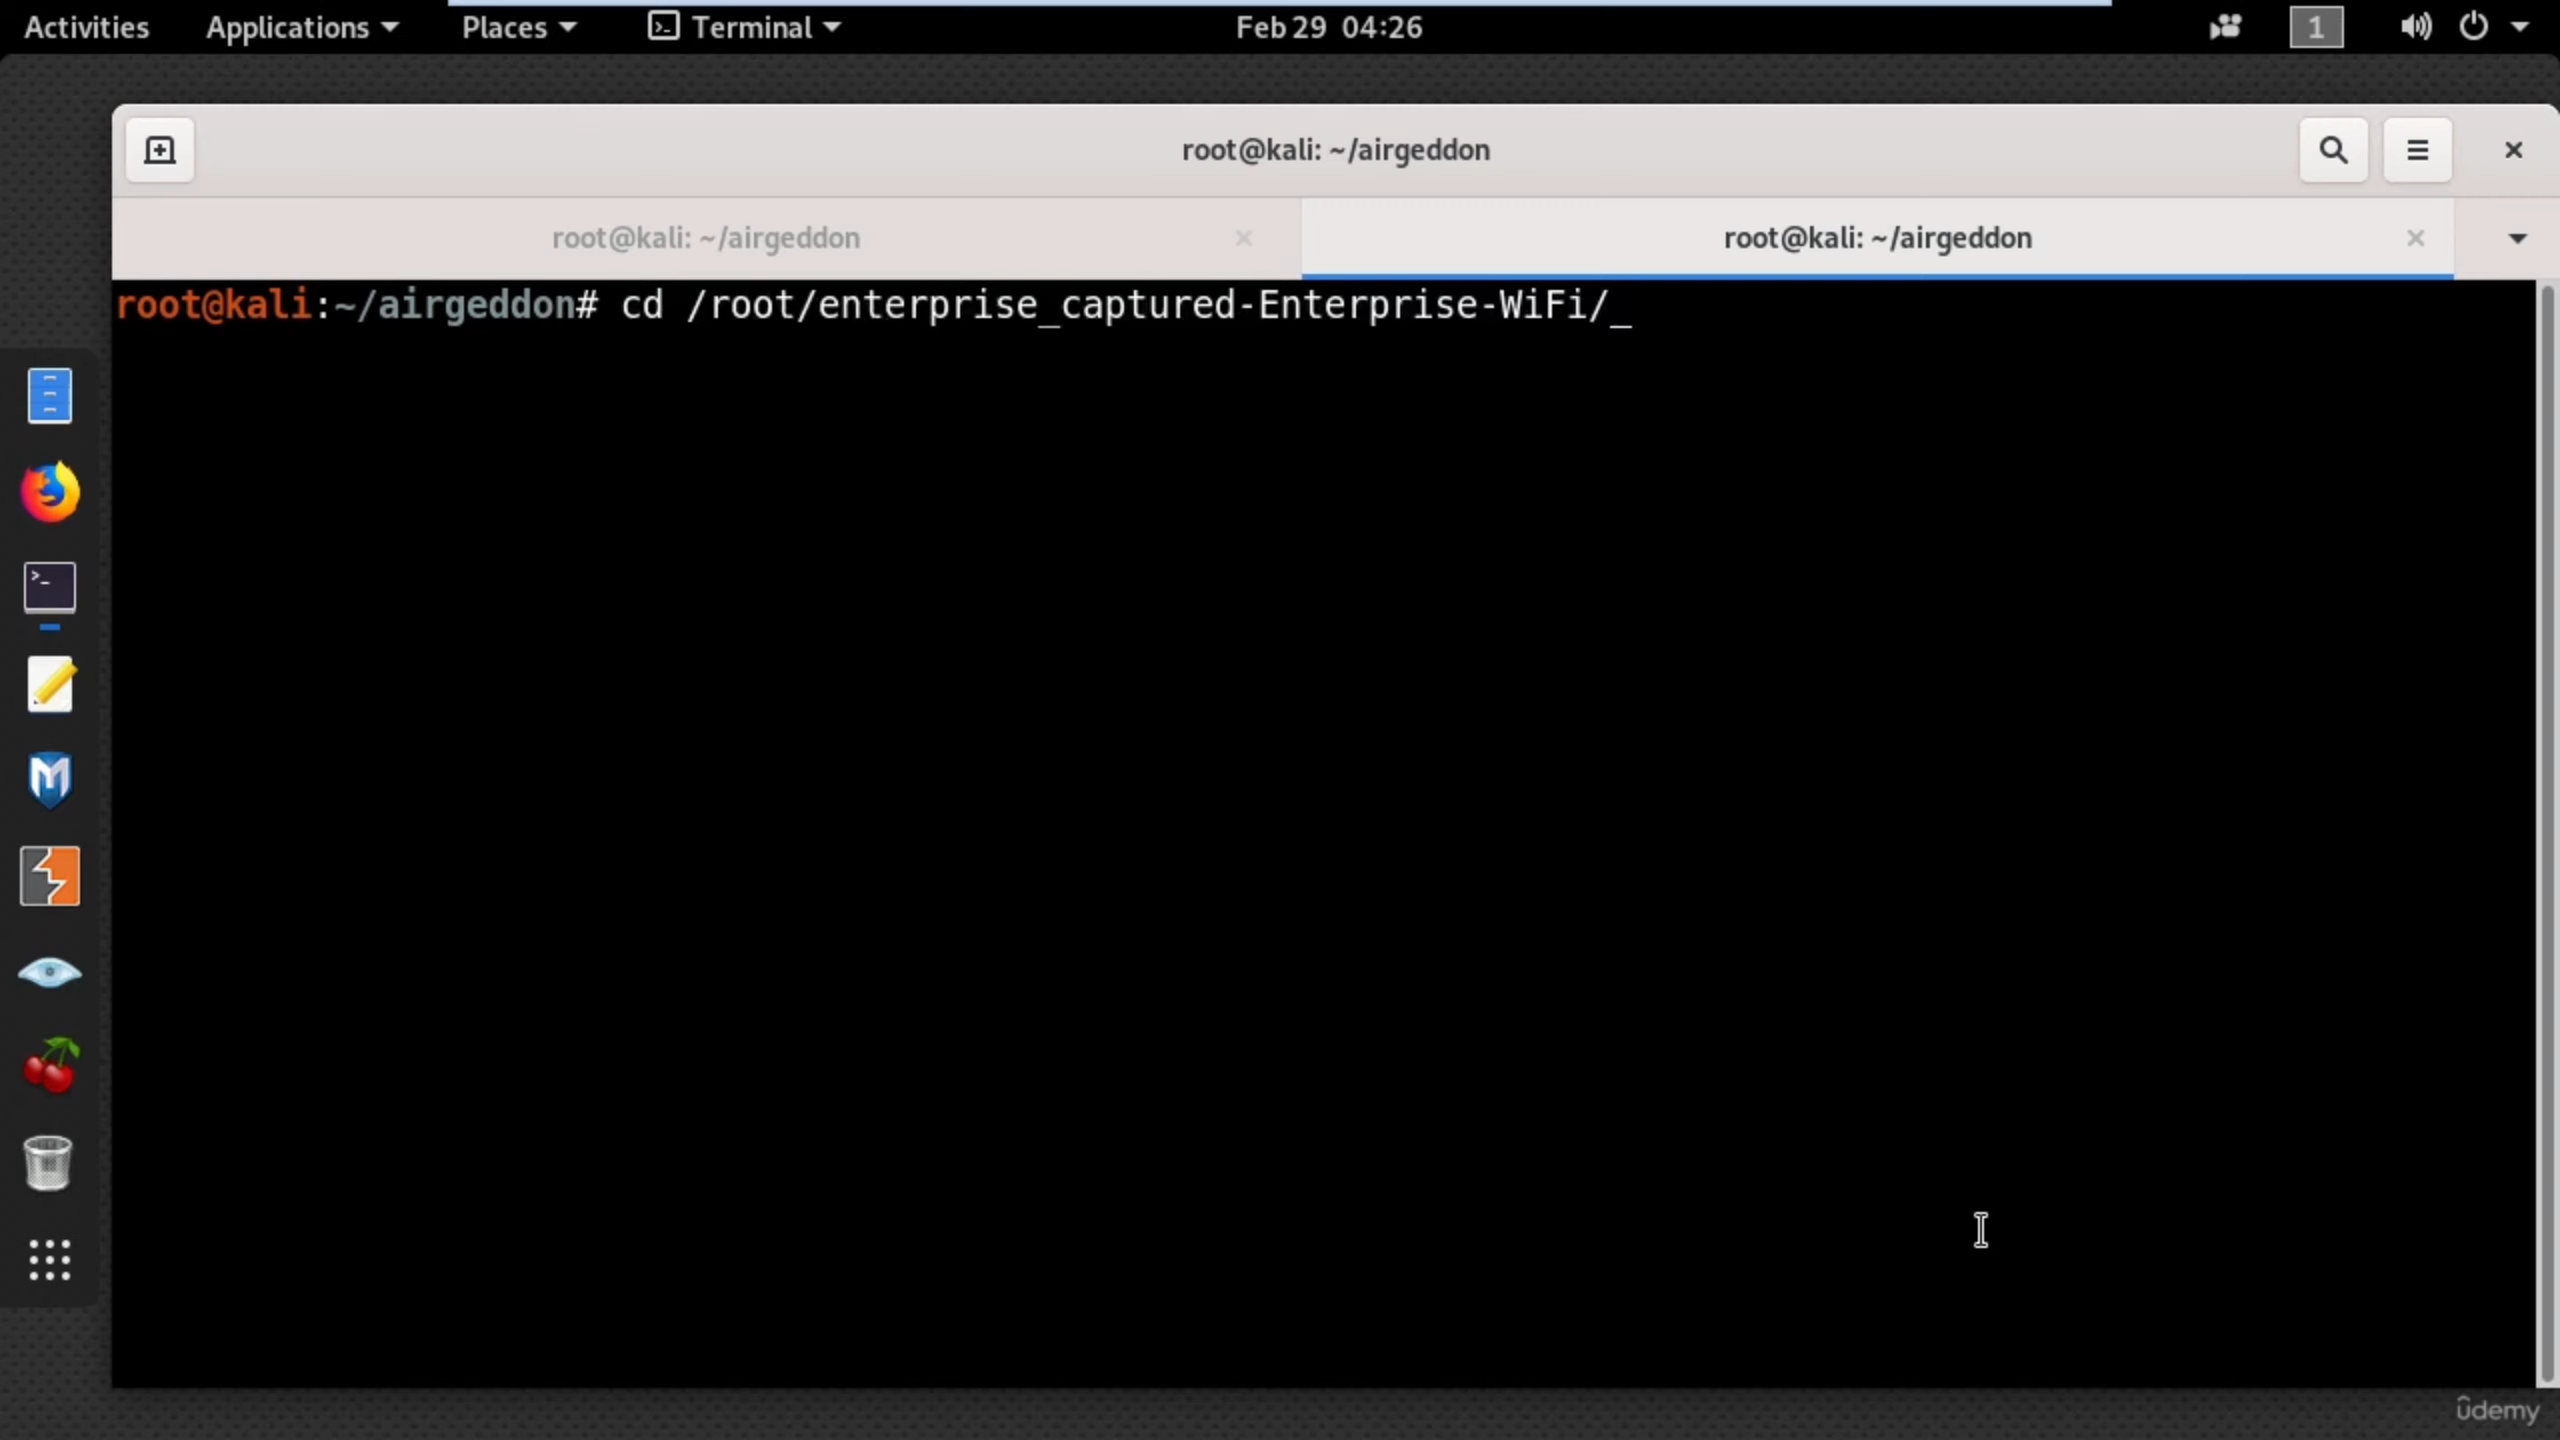 Activities Applications Places Terminal Feb 29 04:26 1
root@kali: ~/airgeddon
root@kali: ~/airgeddon root@kali: ~/airgeddon
root@kali:~/airgeddon# cd /root/enterprise_captured-Enterprise-WiFi/_
ûdemy